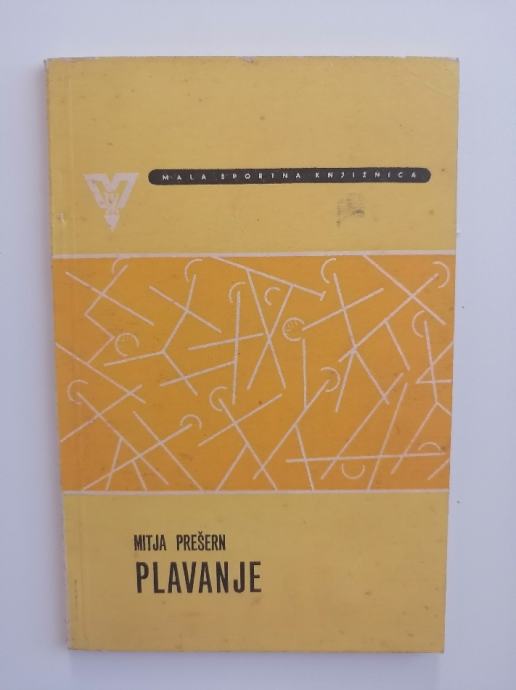 MALA ŠPORTNA KNJIŽNICA
MITJA PREŠERN
PLAVANJE